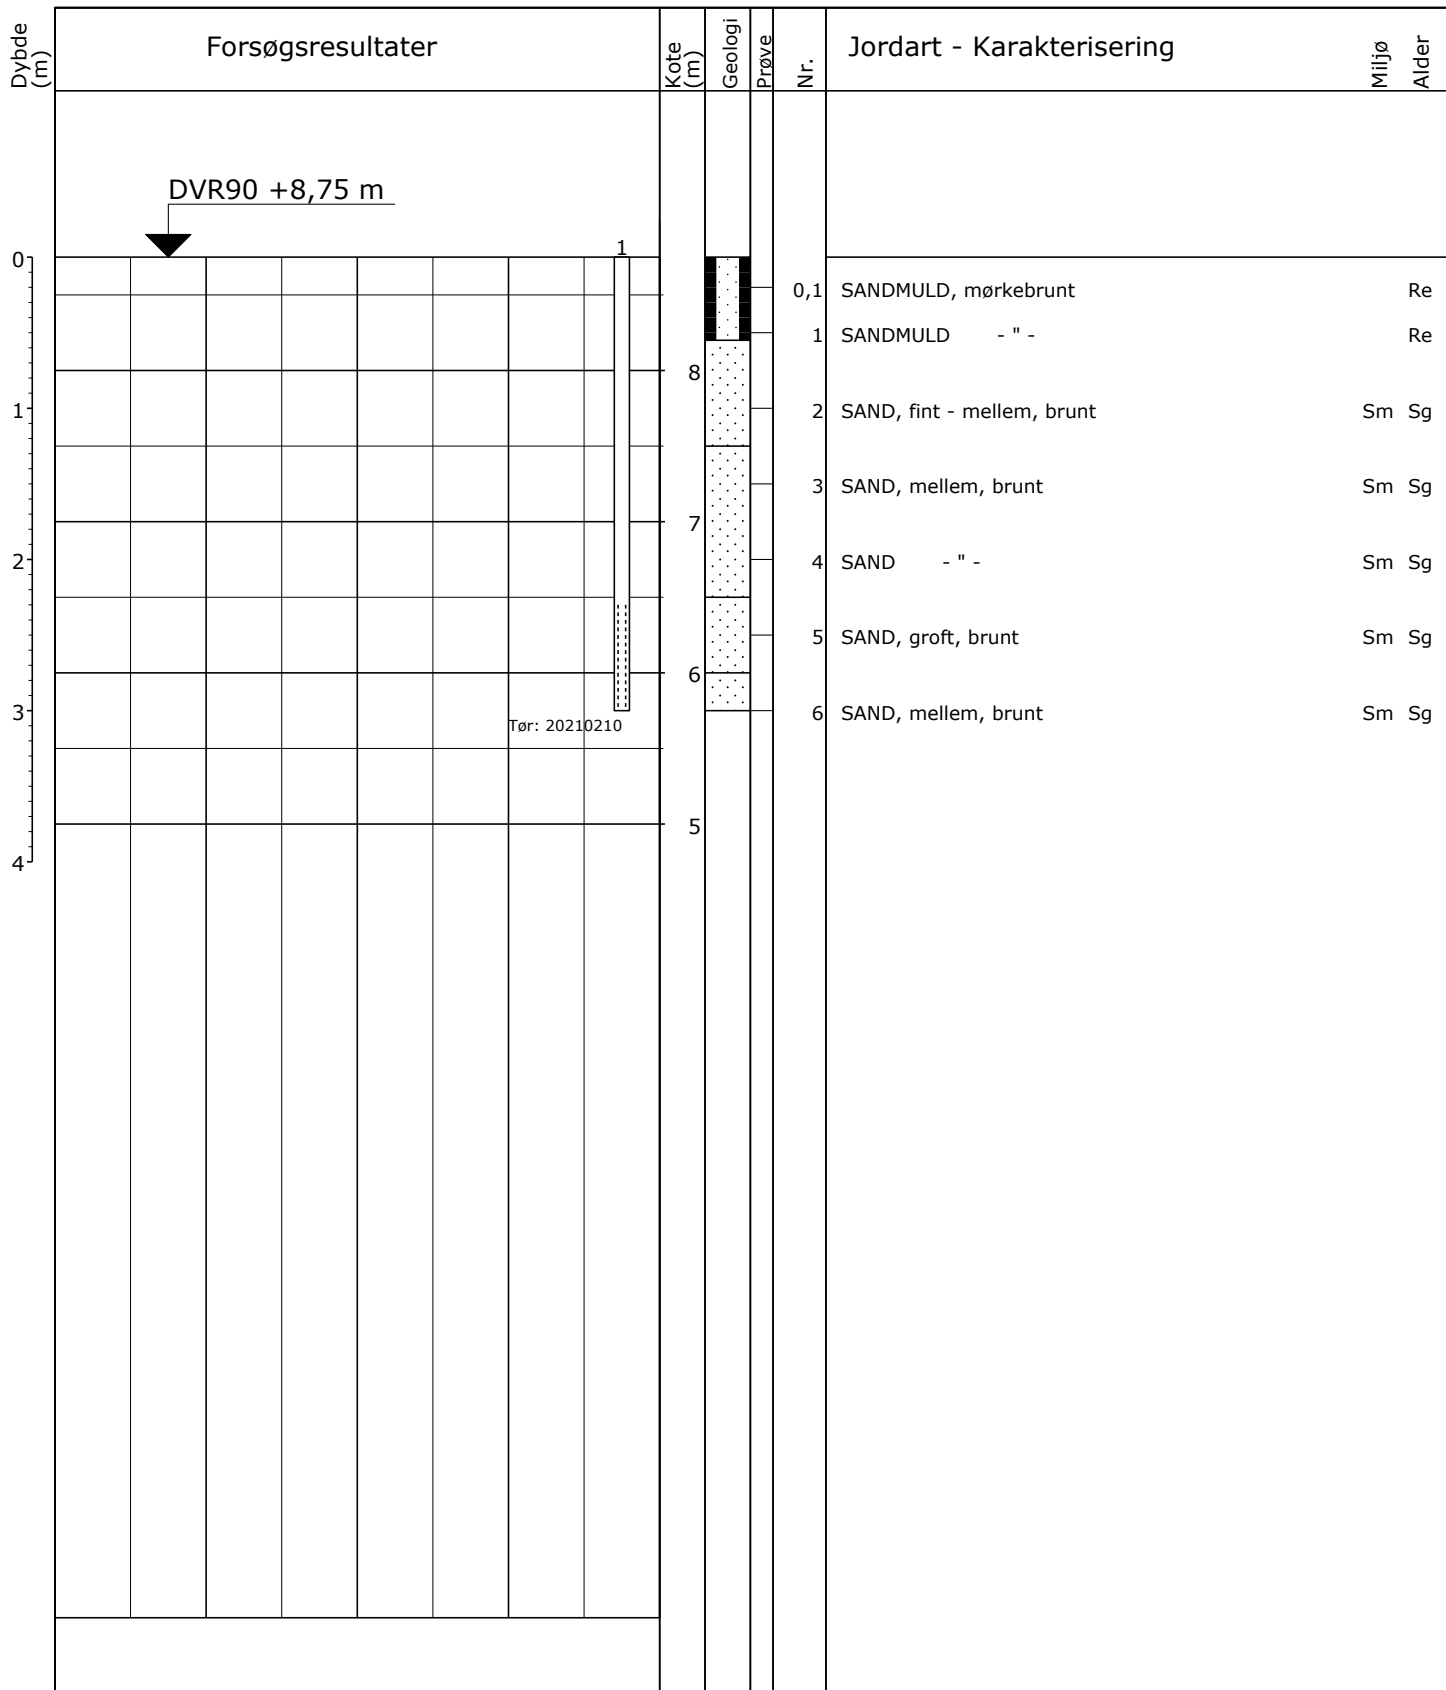 Dybde (m)
Forsøgsresultater
Kote (m)
Geologi
Prøve
Nr.
Jordart - Karakterisering
Miljø
Alder
DVR90 +8,75 m
1
0
0,1 SANDMULD, mørkebrunt Re
1 SANDMULD - " - Re
8
1
2 SAND, fint - mellem, brunt Sm Sg
3 SAND, mellem, brunt Sm Sg
7
2
4 SAND - " - Sm Sg
5 SAND, groft, brunt Sm Sg
6
3
6 SAND, mellem, brunt Sm Sg
Tør: 20210210
5
4